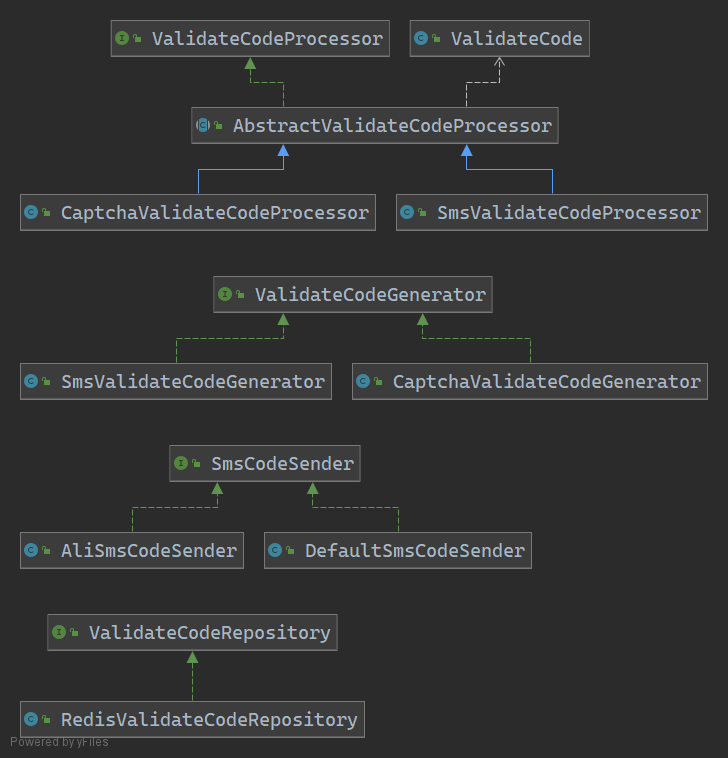 ValidateCodeProcessor
ValidateCode
AbstractValidateCodeProcessor
CaptchaValidateCodeProcessor
SmsValidateCodeProcessor
ValidateCodeGenerator
SmsValidateCodeGenerator
CaptchaValidateCodeGenerator
SmsCodeSender
AliSmsCodeSender
DefaultSmsCodeSender
ValidateCodeRepository
RedisValidateCodeRepository
Powered by yFiles